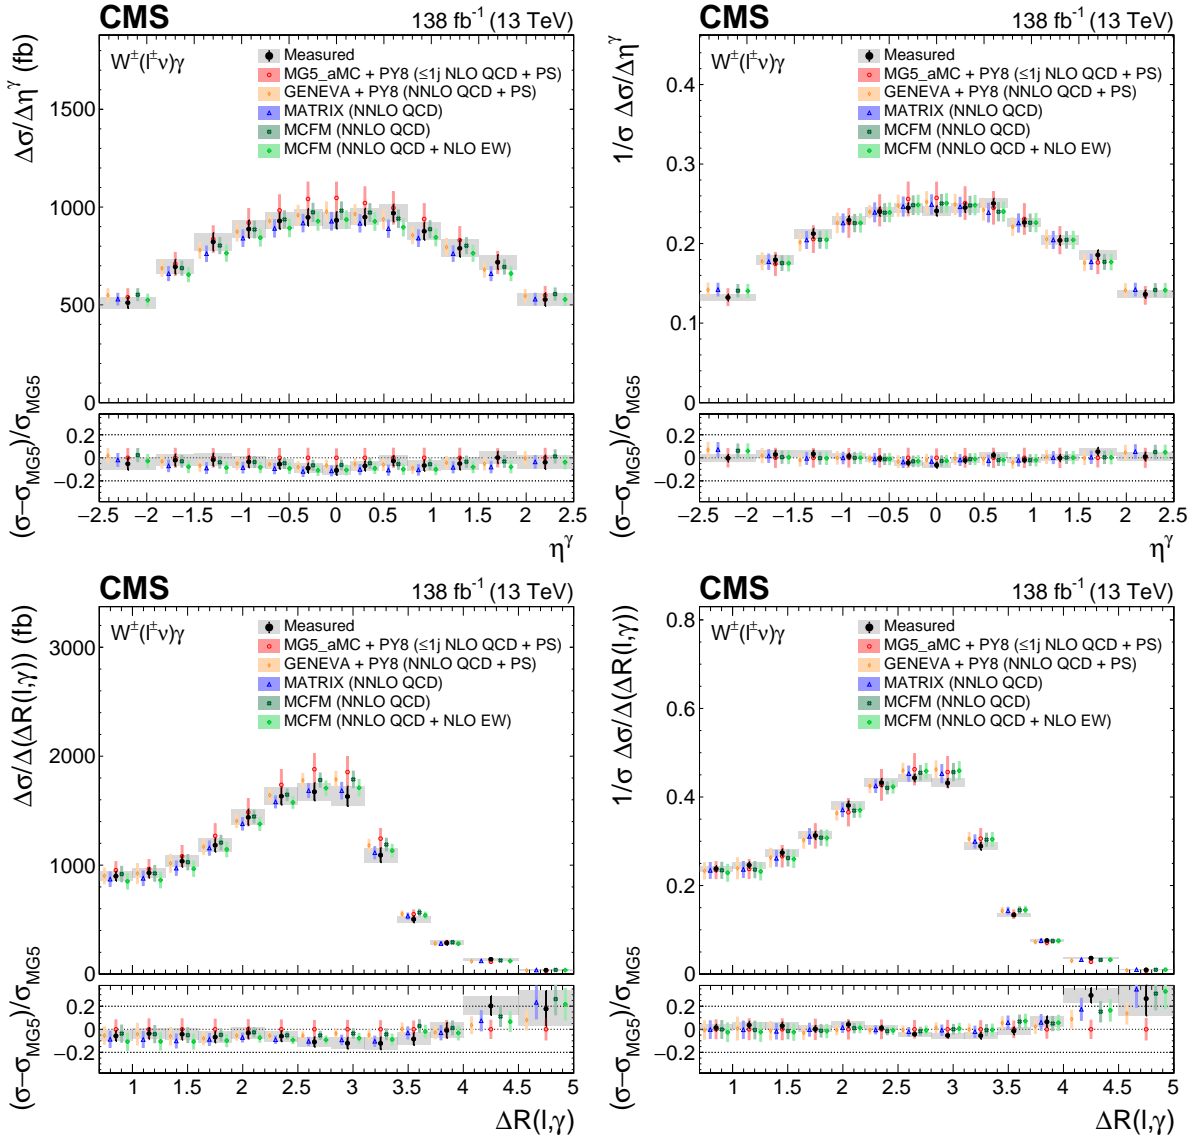 CMS 138 fb⁻¹ (13 TeV)
Δσ/Δη^γ (fb)
W±(l±ν)γ
Measured
MG5_aMC + PY8 (≤1j NLO QCD + PS)
GENEVA + PY8 (NNLO QCD + PS)
MATRIX (NNLO QCD)
MCFM (NNLO QCD)
MCFM (NNLO QCD + NLO EW)
1500
1000
500
0
(σ−σ_MG5)/σ_MG5
0.2
0
−0.2
−2.5 −2 −1.5 −1 −0.5 0 0.5 1 1.5 2 2.5
η^γ
CMS 138 fb⁻¹ (13 TeV)
1/σ Δσ/Δη^γ
W±(l±ν)γ
Measured
MG5_aMC + PY8 (≤1j NLO QCD + PS)
GENEVA + PY8 (NNLO QCD + PS)
MATRIX (NNLO QCD)
MCFM (NNLO QCD)
MCFM (NNLO QCD + NLO EW)
0.4
0.3
0.2
0.1
0
(σ−σ_MG5)/σ_MG5
0.2
0
−0.2
−2.5 −2 −1.5 −1 −0.5 0 0.5 1 1.5 2 2.5
η^γ
CMS 138 fb⁻¹ (13 TeV)
Δσ/Δ(ΔR(l,γ)) (fb)
W±(l±ν)γ
Measured
MG5_aMC + PY8 (≤1j NLO QCD + PS)
GENEVA + PY8 (NNLO QCD + PS)
MATRIX (NNLO QCD)
MCFM (NNLO QCD)
MCFM (NNLO QCD + NLO EW)
3000
2000
1000
0
(σ−σ_MG5)/σ_MG5
0.2
0
−0.2
1 1.5 2 2.5 3 3.5 4 4.5 5
ΔR(l,γ)
CMS 138 fb⁻¹ (13 TeV)
1/σ Δσ/Δ(ΔR(l,γ))
W±(l±ν)γ
Measured
MG5_aMC + PY8 (≤1j NLO QCD + PS)
GENEVA + PY8 (NNLO QCD + PS)
MATRIX (NNLO QCD)
MCFM (NNLO QCD)
MCFM (NNLO QCD + NLO EW)
0.8
0.6
0.4
0.2
0
(σ−σ_MG5)/σ_MG5
0.2
0
−0.2
1 1.5 2 2.5 3 3.5 4 4.5 5
ΔR(l,γ)